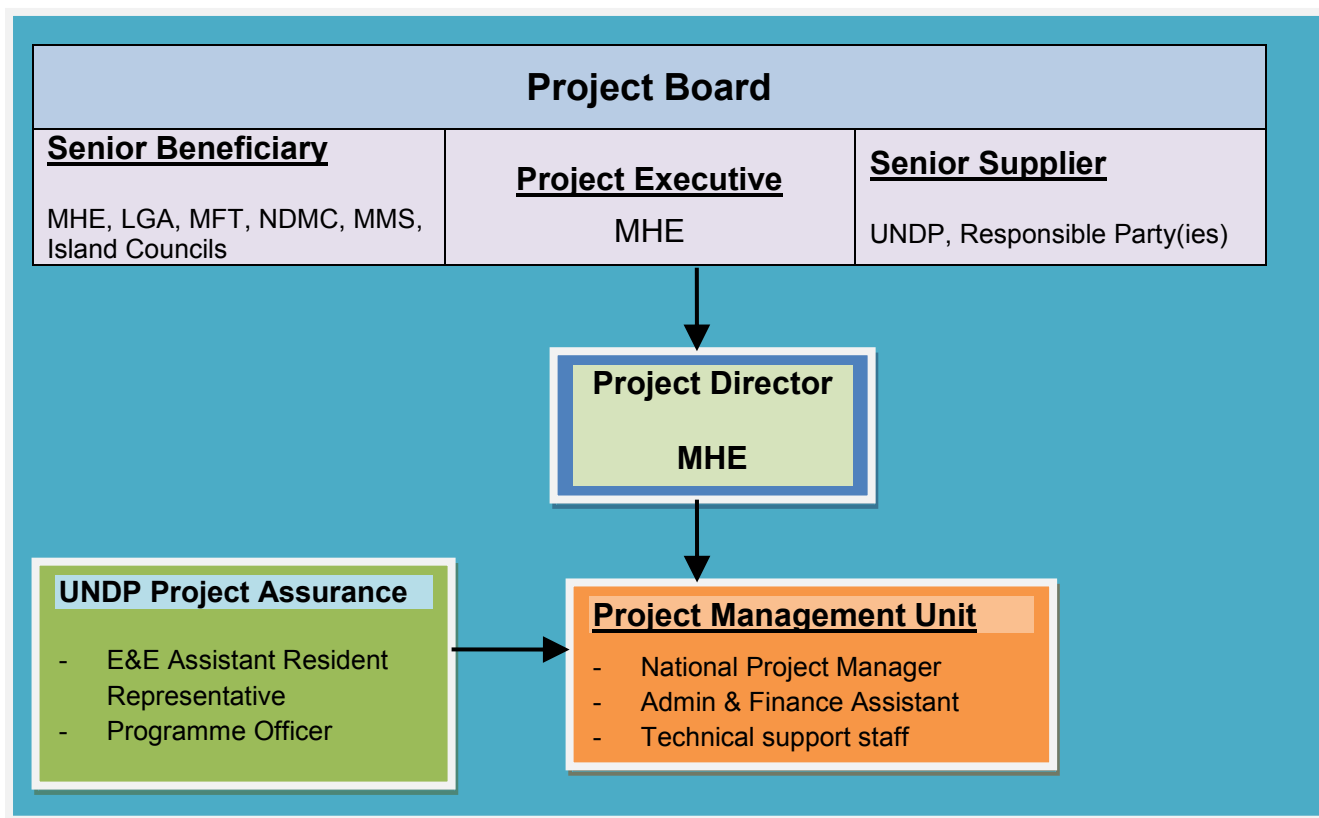 Project Board
Senior Beneficiary
MHE, LGA, MFT, NDMC, MMS,
Island Councils
Project Executive
MHE
Senior Supplier
UNDP, Responsible Party(ies)
Project Director
MHE
UNDP Project Assurance
- E&E Assistant Resident
Representative
- Programme Officer
Project Management Unit
- National Project Manager
- Admin & Finance Assistant
- Technical support staff